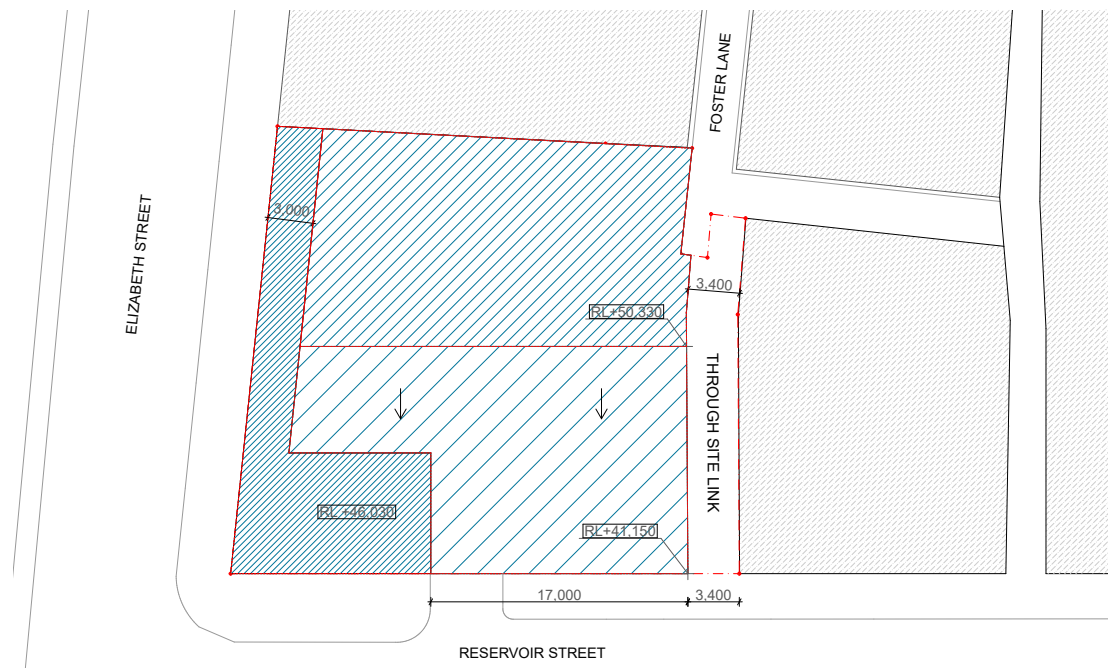 FOSTER LANE
ELIZABETH STREET
3,000
3,400
RL+50,330
THROUGH SITE LINK
RL +46,030
RL+41,150
17,000
3,400
RESERVOIR STREET